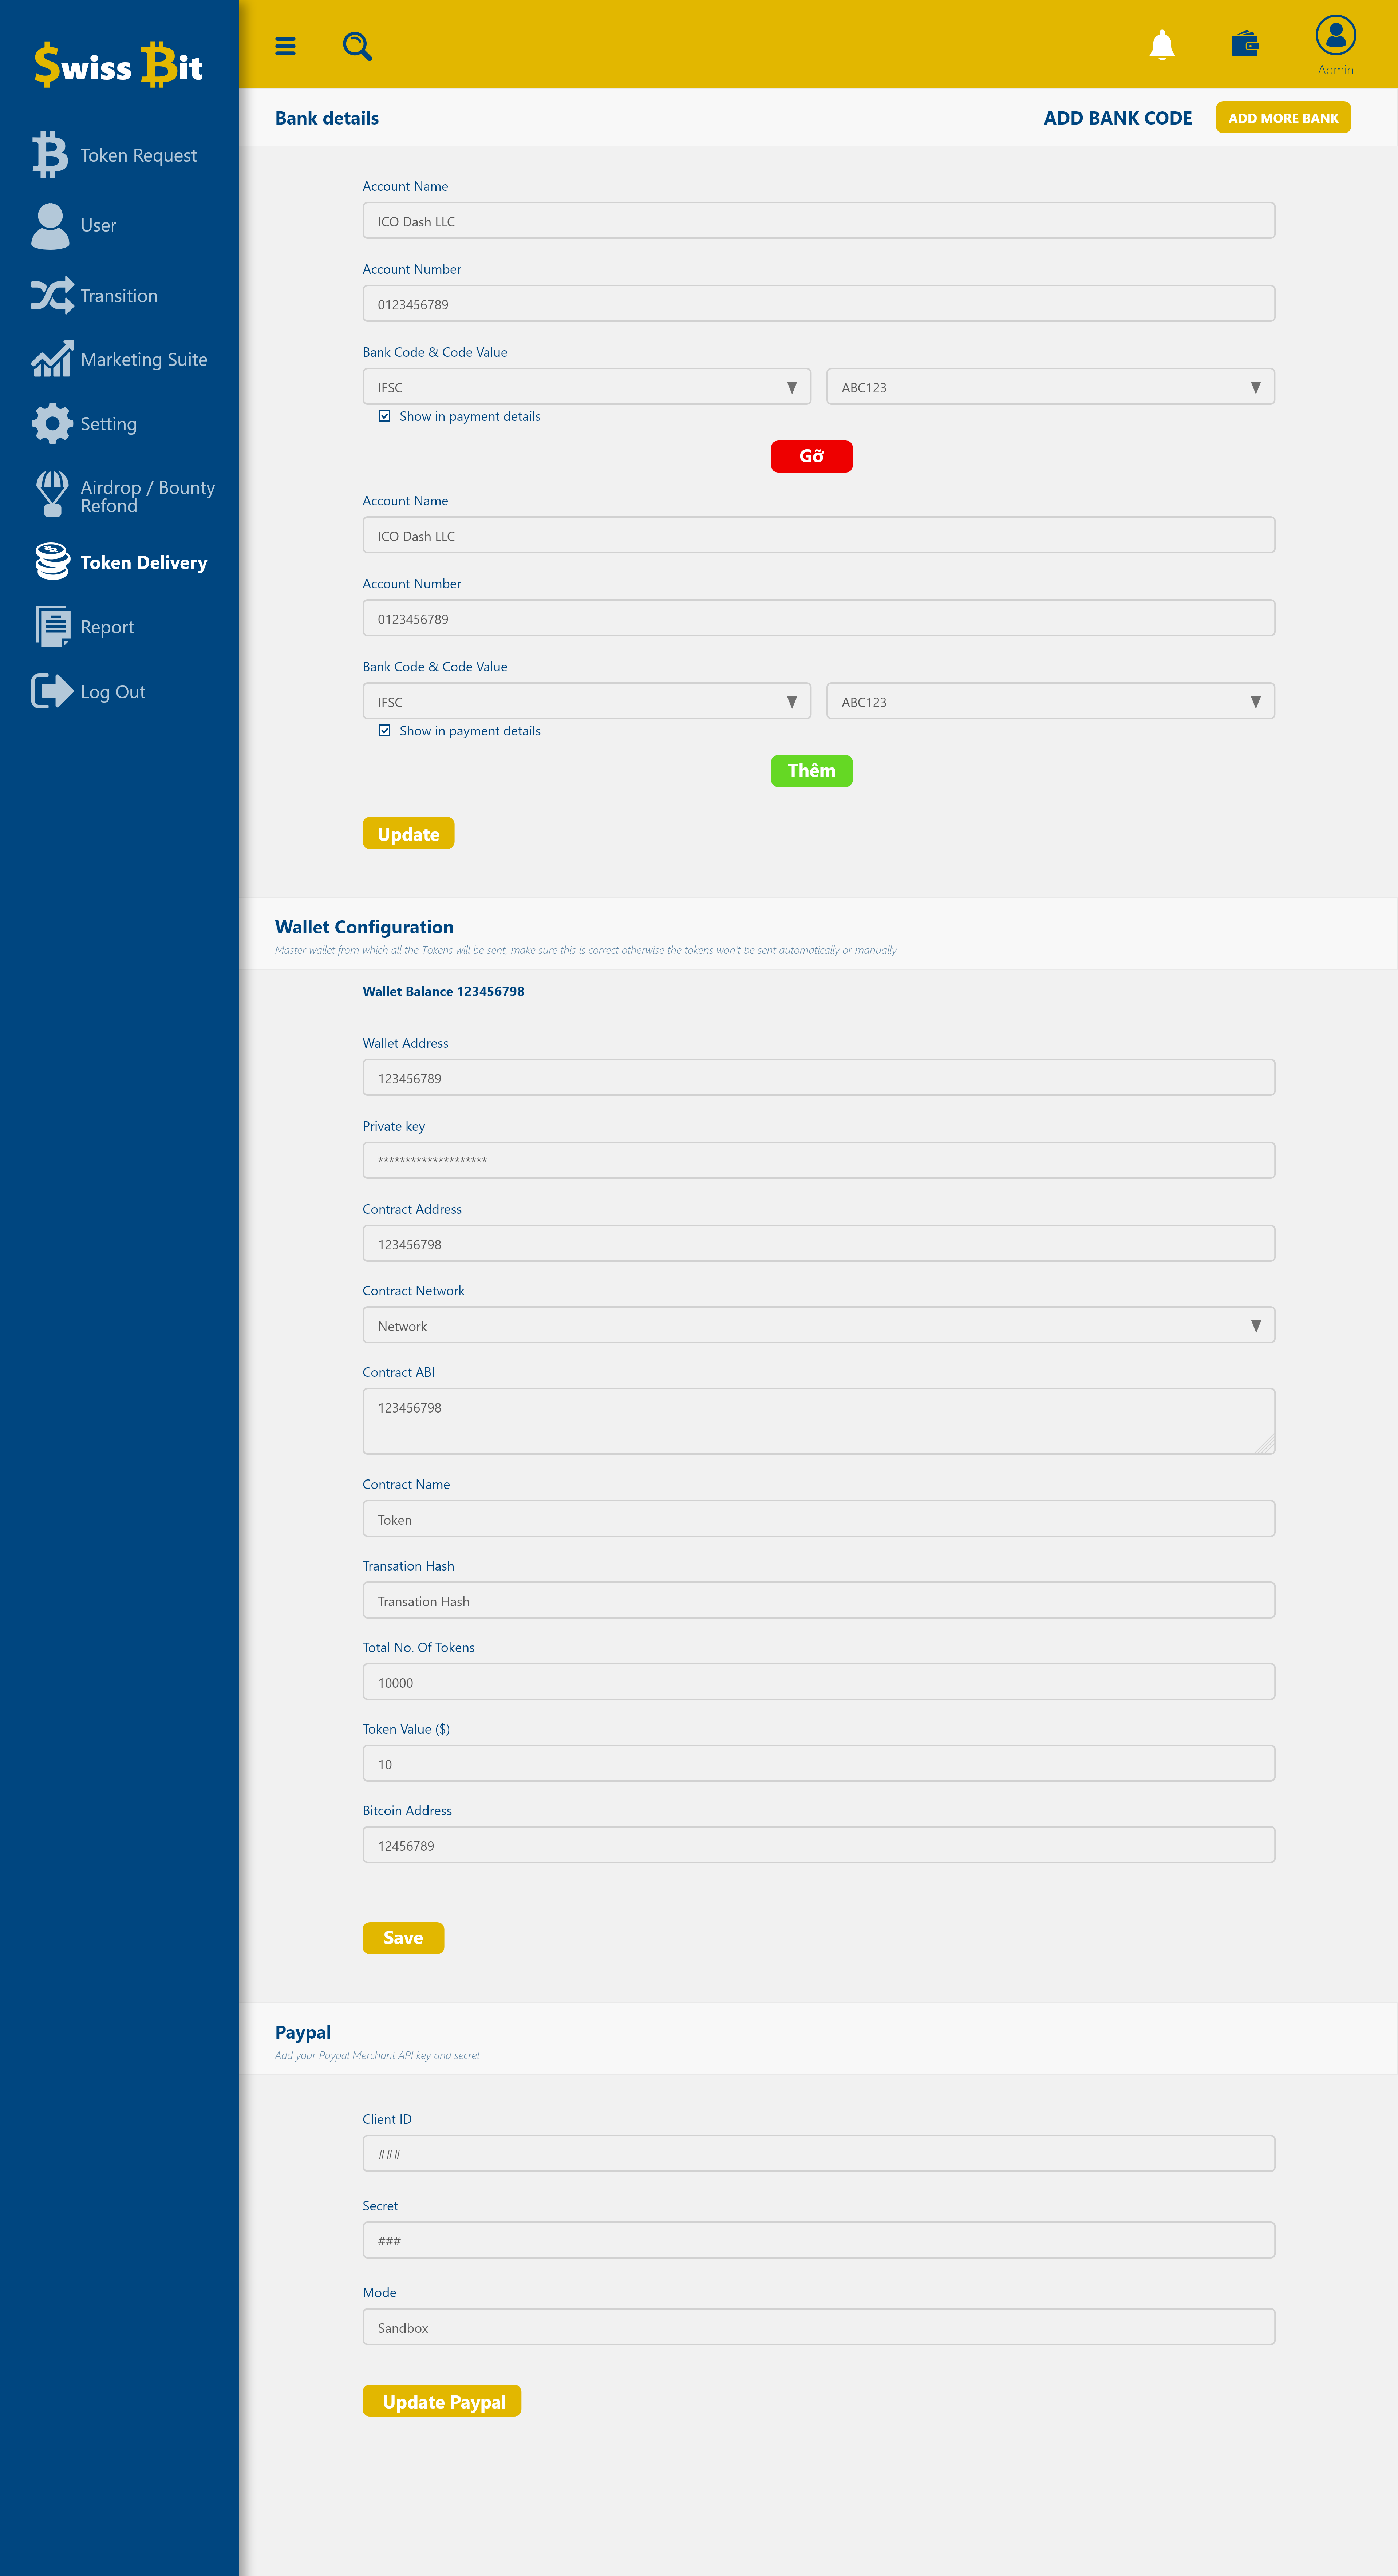 $wiss Bit
Token Request
User
Transition
Marketing Suite
Setting
Airdrop / Bounty
Refond
Token Delivery
Report
Log Out
Admin
Bank details
ADD BANK CODE
ADD MORE BANK
Account Name
ICO Dash LLC
Account Number
0123456789
Bank Code & Code Value
IFSC
ABC123
Show in payment details
Gỡ
Account Name
ICO Dash LLC
Account Number
0123456789
Bank Code & Code Value
IFSC
ABC123
Show in payment details
Thêm
Update
Wallet Configuration
Master wallet from which all the Tokens will be sent, make sure this is correct otherwise the tokens won't be sent automatically or manually
Wallet Balance 123456798
Wallet Address
123456789
Private key
********************
Contract Address
123456798
Contract Network
Network
Contract ABI
123456798
Contract Name
Token
Transation Hash
Transation Hash
Total No. Of Tokens
10000
Token Value ($)
10
Bitcoin Address
12456789
Save
Paypal
Add your Paypal Merchant API key and secret
Client ID
###
Secret
###
Mode
Sandbox
Update Paypal